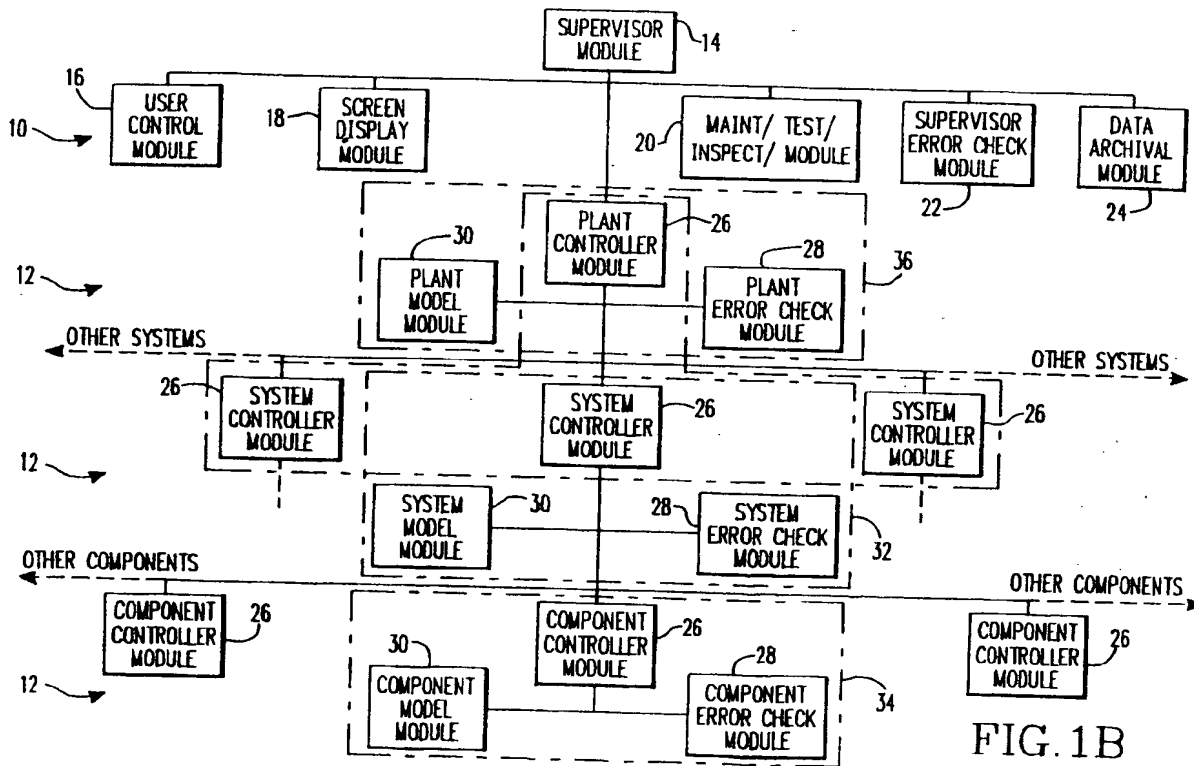 SUPERVISOR
MODULE
14
16
USER
CONTROL
MODULE
10
18
SCREEN
DISPLAY
MODULE
20
MAINT/ TEST/
INSPECT/ MODULE
SUPERVISOR
ERROR CHECK
MODULE
22
DATA
ARCHIVAL
MODULE
24
PLANT
CONTROLLER
MODULE
26
30
PLANT
MODEL
MODULE
28
PLANT
ERROR CHECK
MODULE
36
12
OTHER SYSTEMS
OTHER SYSTEMS
26
SYSTEM
CONTROLLER
MODULE
SYSTEM
CONTROLLER
MODULE
26
SYSTEM
CONTROLLER
MODULE
26
12
SYSTEM
MODEL
MODULE
30
28
SYSTEM
ERROR CHECK
MODULE
32
OTHER COMPONENTS
OTHER COMPONENTS
COMPONENT
CONTROLLER
MODULE
26
COMPONENT
CONTROLLER
MODULE
26
COMPONENT
CONTROLLER
MODULE
26
12
30
COMPONENT
MODEL
MODULE
28
COMPONENT
ERROR CHECK
MODULE
34
FIG. 1B